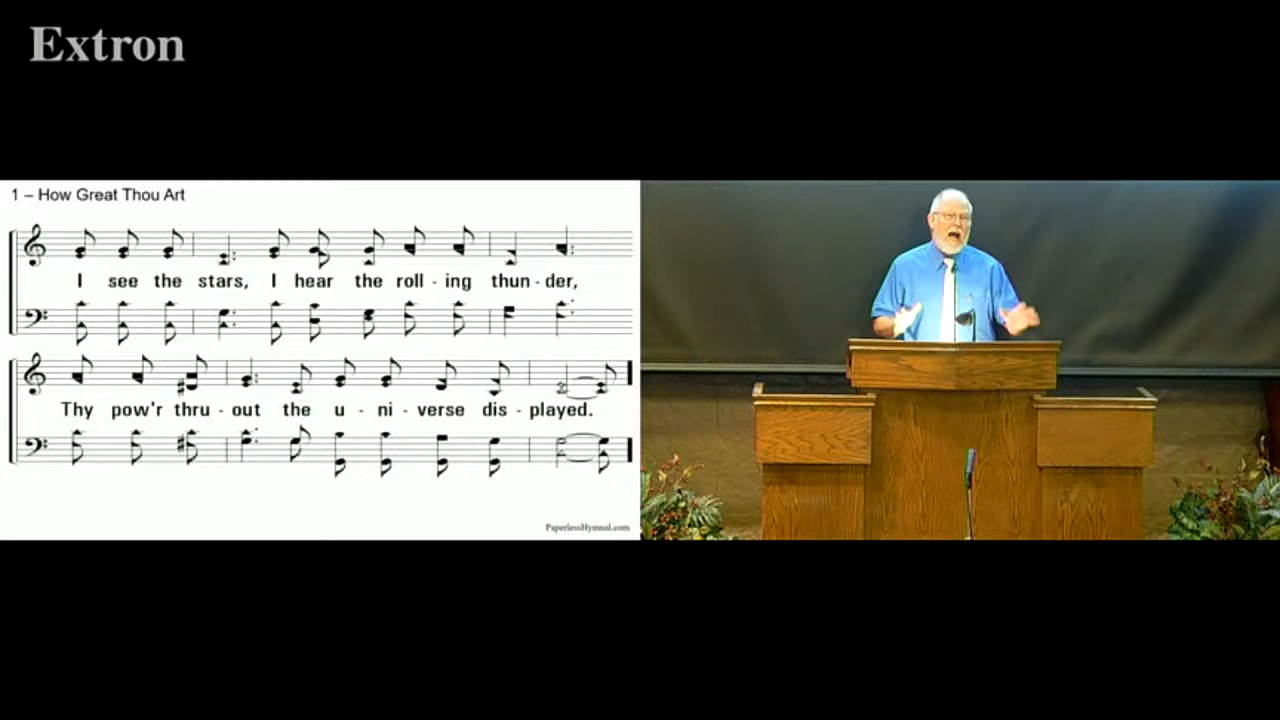 Extron
1 – How Great Thou Art
I see the stars, I hear the roll - ing thun - der,
Thy pow'r thru - out the u - ni - verse dis - played.
PaperlessHymnal.com